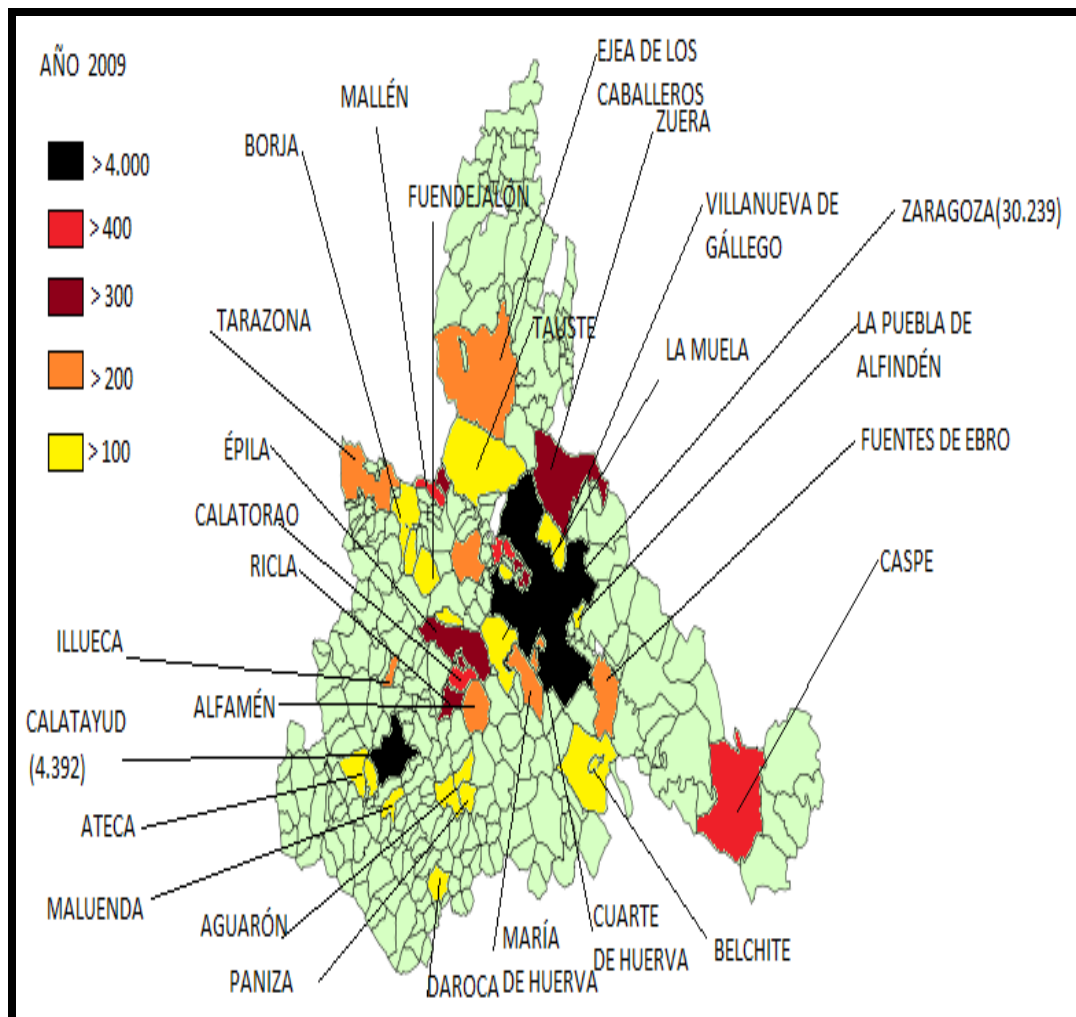 AÑO 2009
>4.000
>400
>300
>200
>100
EJEA DE LOS
CABALLEROS
MALLÉN
ZUERA
BORJA
FUENDEJALÓN
VILLANUEVA DE
GÁLLEGO
ZARAGOZA(30.239)
TARAZONA
TAUSTE
LA MUELA
LA PUEBLA DE
ALFINDÉN
ÉPILA
FUENTES DE EBRO
CALATORAO
RICLA
CASPE
ILLUECA
ALFAMÉN
CALATAYUD
(4.392)
ATECA
MALUENDA
AGUARÓN
PANIZA
DAROCA
MARÍA
DE HUERVA
CUARTE
DE HUERVA
BELCHITE